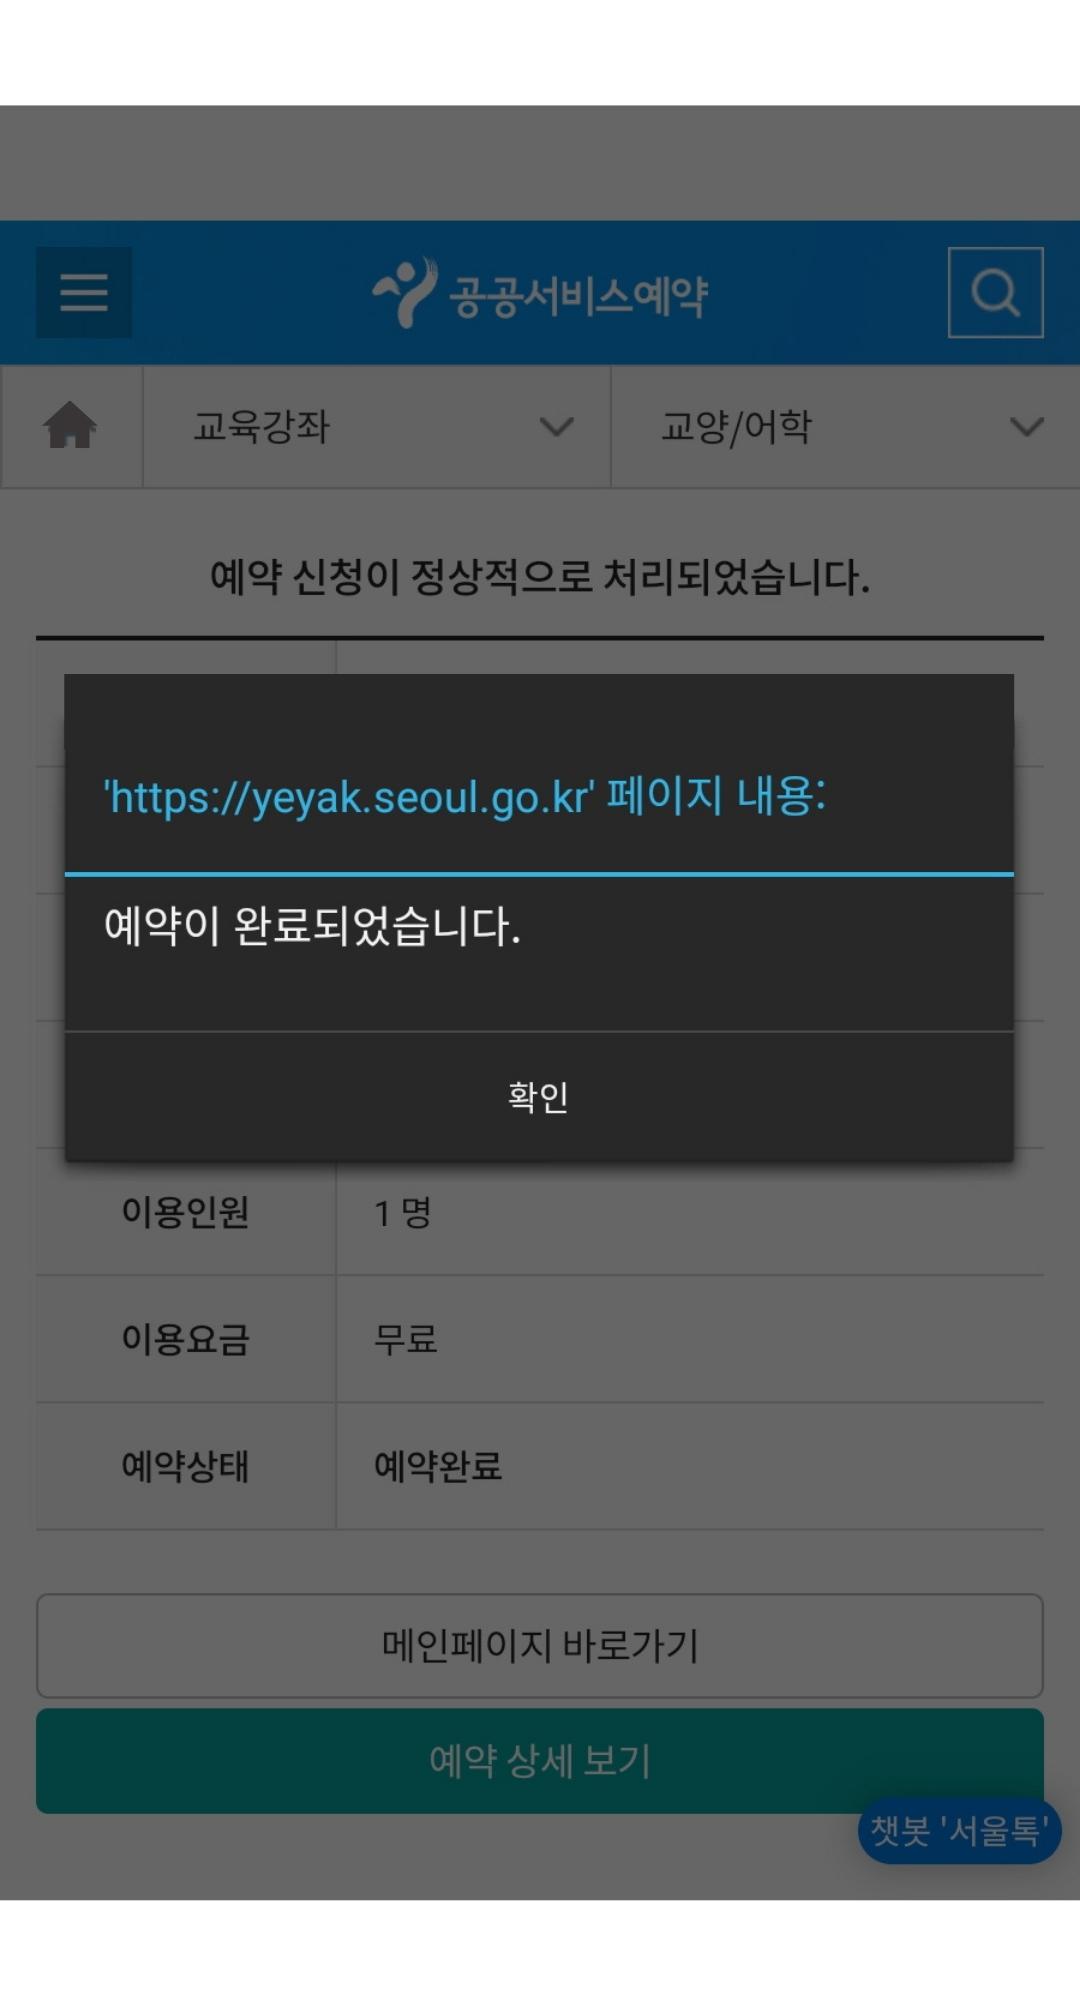 공공서비스예약
교육강좌
교양/어학
예약 신청이 정상적으로 처리되었습니다.
'https://yeyak.seoul.go.kr' 페이지 내용:
예약이 완료되었습니다.
확인
이용인원 1 명
이용요금 무료
예약상태 예약완료
메인페이지 바로가기
예약 상세 보기
챗봇 '서울톡'